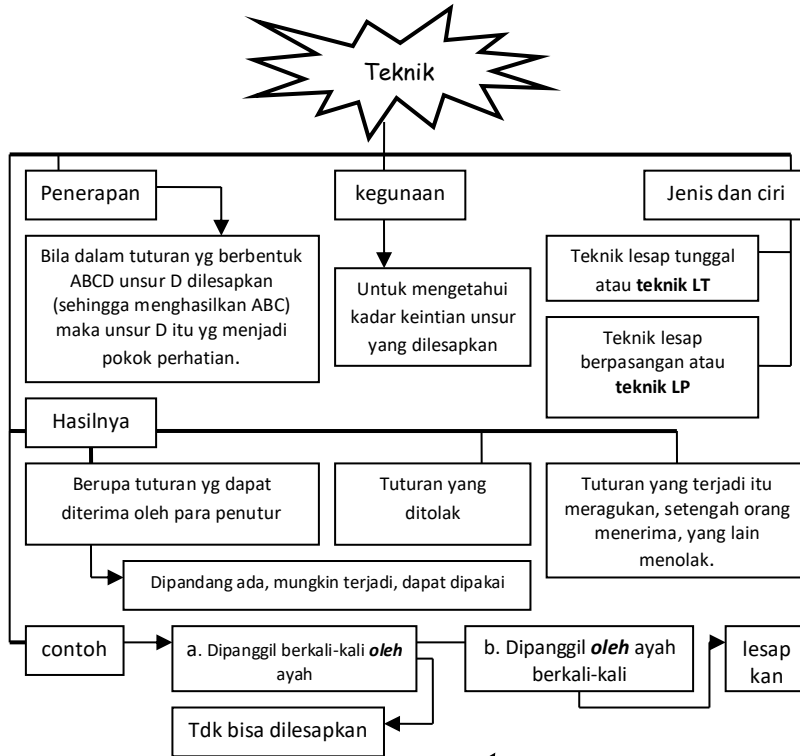 Teknik
Penerapan
kegunaan
Jenis dan ciri
Bila dalam tuturan yg berbentuk
ABCD unsur D dilesapkan
(sehingga menghasilkan ABC)
maka unsur D itu yg menjadi
pokok perhatian.
Untuk mengetahui
kadar keintian unsur
yang dilesapkan
Teknik lesap tunggal
atau teknik LT
Teknik lesap
berpasangan atau
teknik LP
Hasilnya
Berupa tuturan yg dapat
diterima oleh para penutur
Tuturan yang
ditolak
Tuturan yang terjadi itu
meragukan, setengah orang
menerima, yang lain
menolak.
Dipandang ada, mungkin terjadi, dapat dipakai
contoh
a. Dipanggil berkali-kali oleh
ayah
b. Dipanggil oleh ayah
berkali-kali
lesap
kan
Tdk bisa dilesapkan